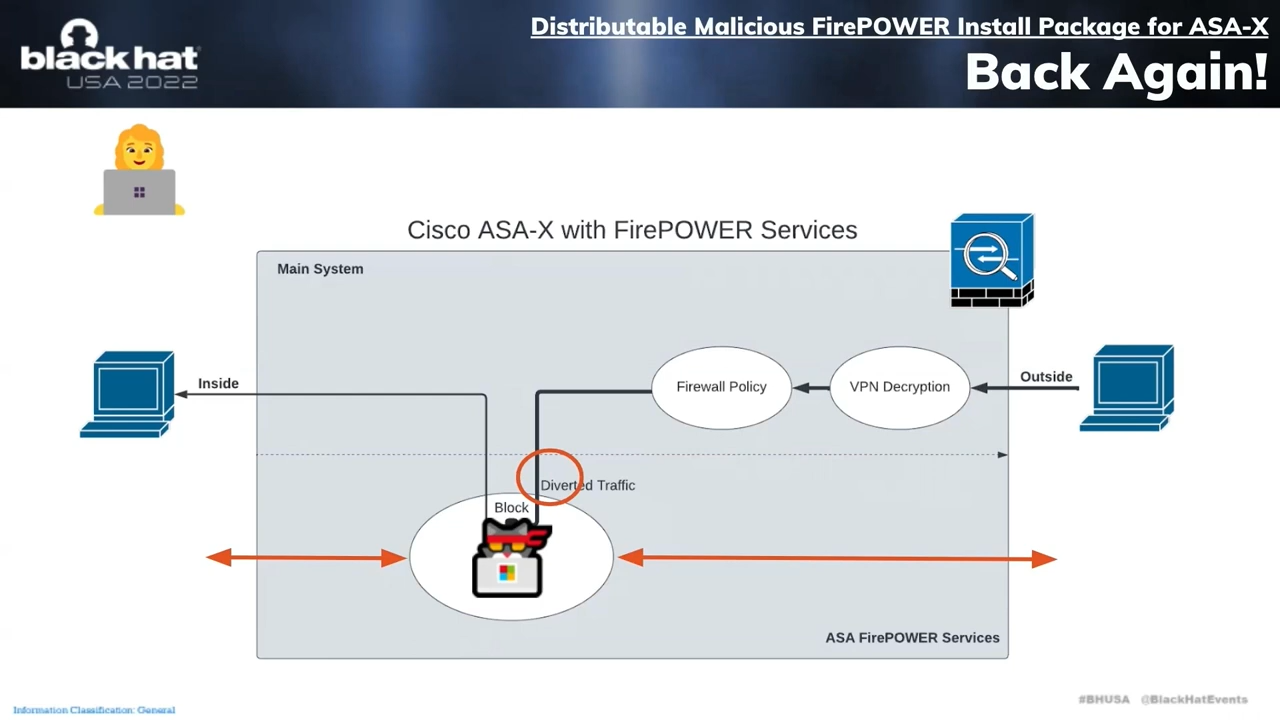 Distributable Malicious FirePOWER Install Package for ASA-X
Back Again!
black hat
USA 2022
Cisco ASA-X with FirePOWER Services
Main System
Inside
Firewall Policy
VPN Decryption
Outside
Diverted Traffic
Block
ASA FirePOWER Services
#BHUSA @BlackHatEvents
Information Classification: General